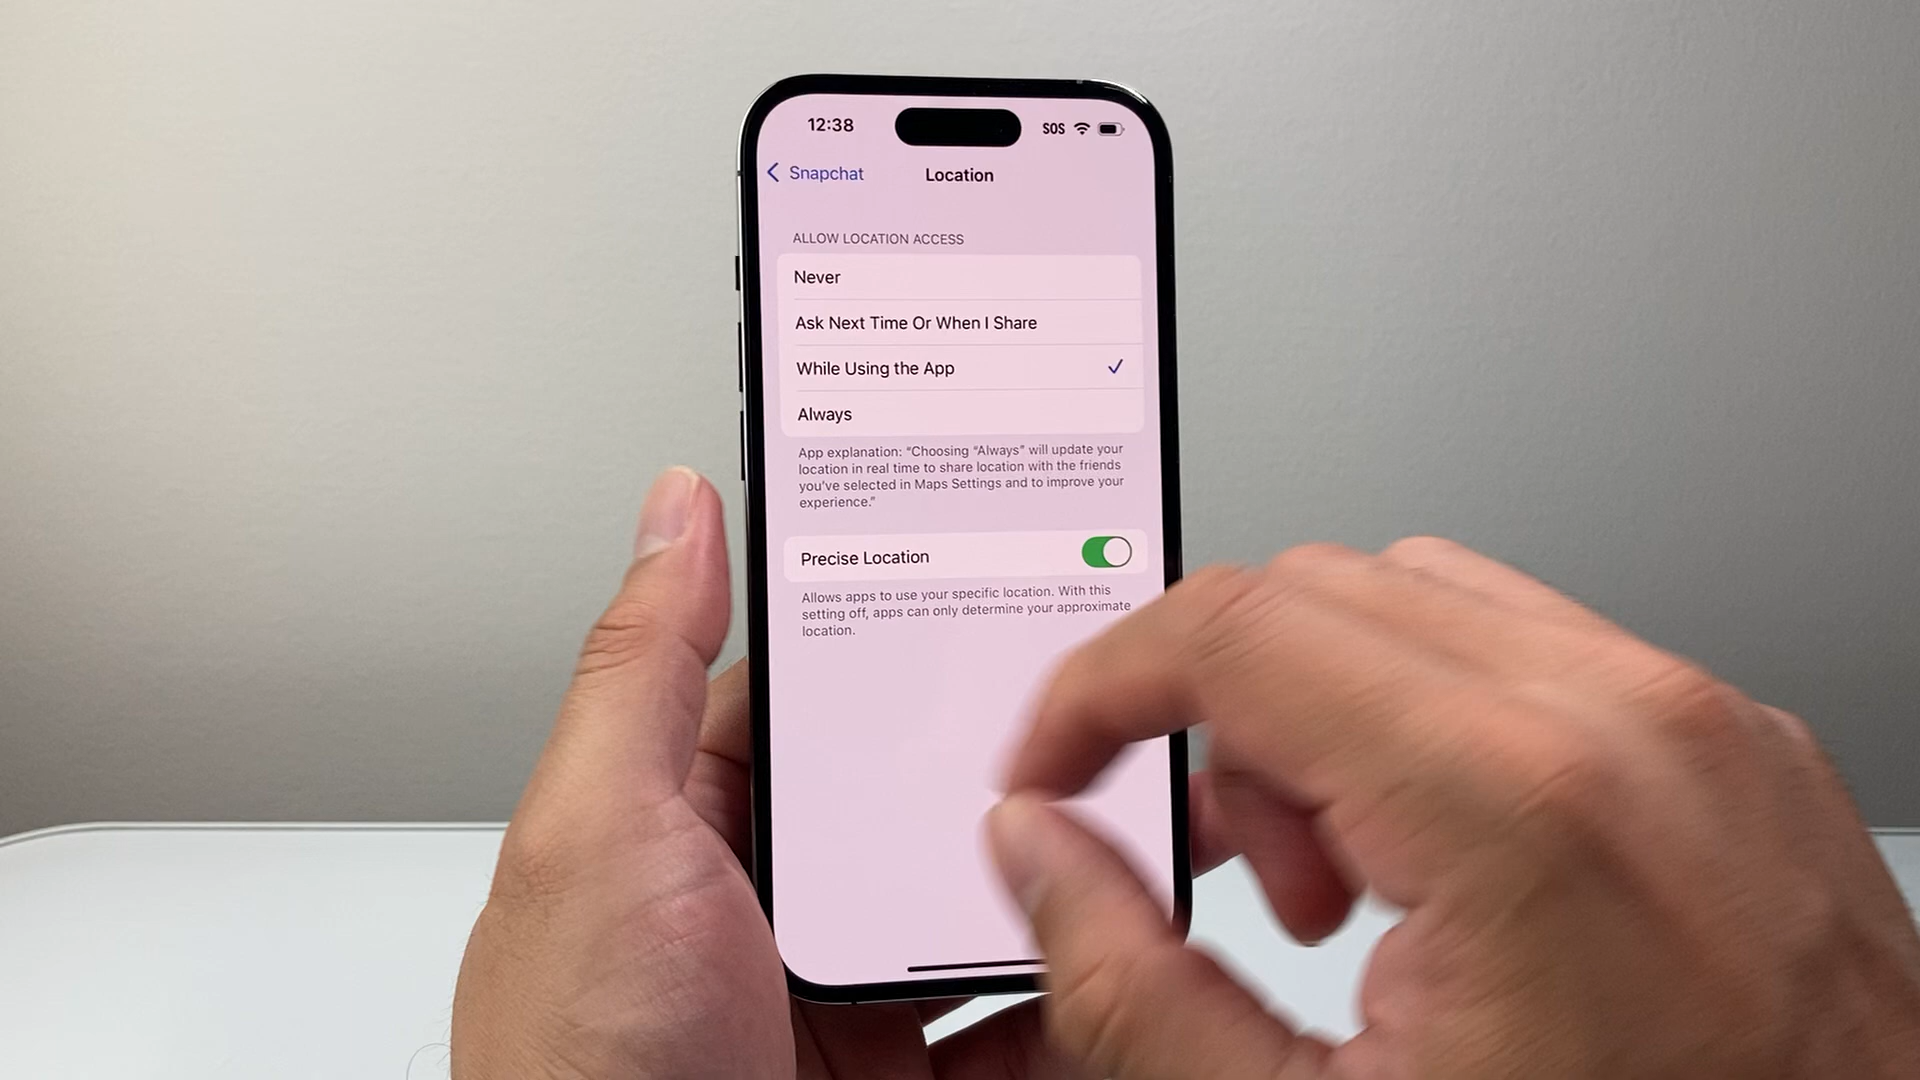 12:38
SOS
Snapchat
Location
ALLOW LOCATION ACCESS
Never
Ask Next Time Or When I Share
While Using the App
Always
App explanation: “Choosing “Always” will update your
location in real time to share location with the friends
you’ve selected in Maps Settings and to improve your
experience.”
Precise Location
Allows apps to use your specific location. With this
setting off, apps can only determine your approximate
location.